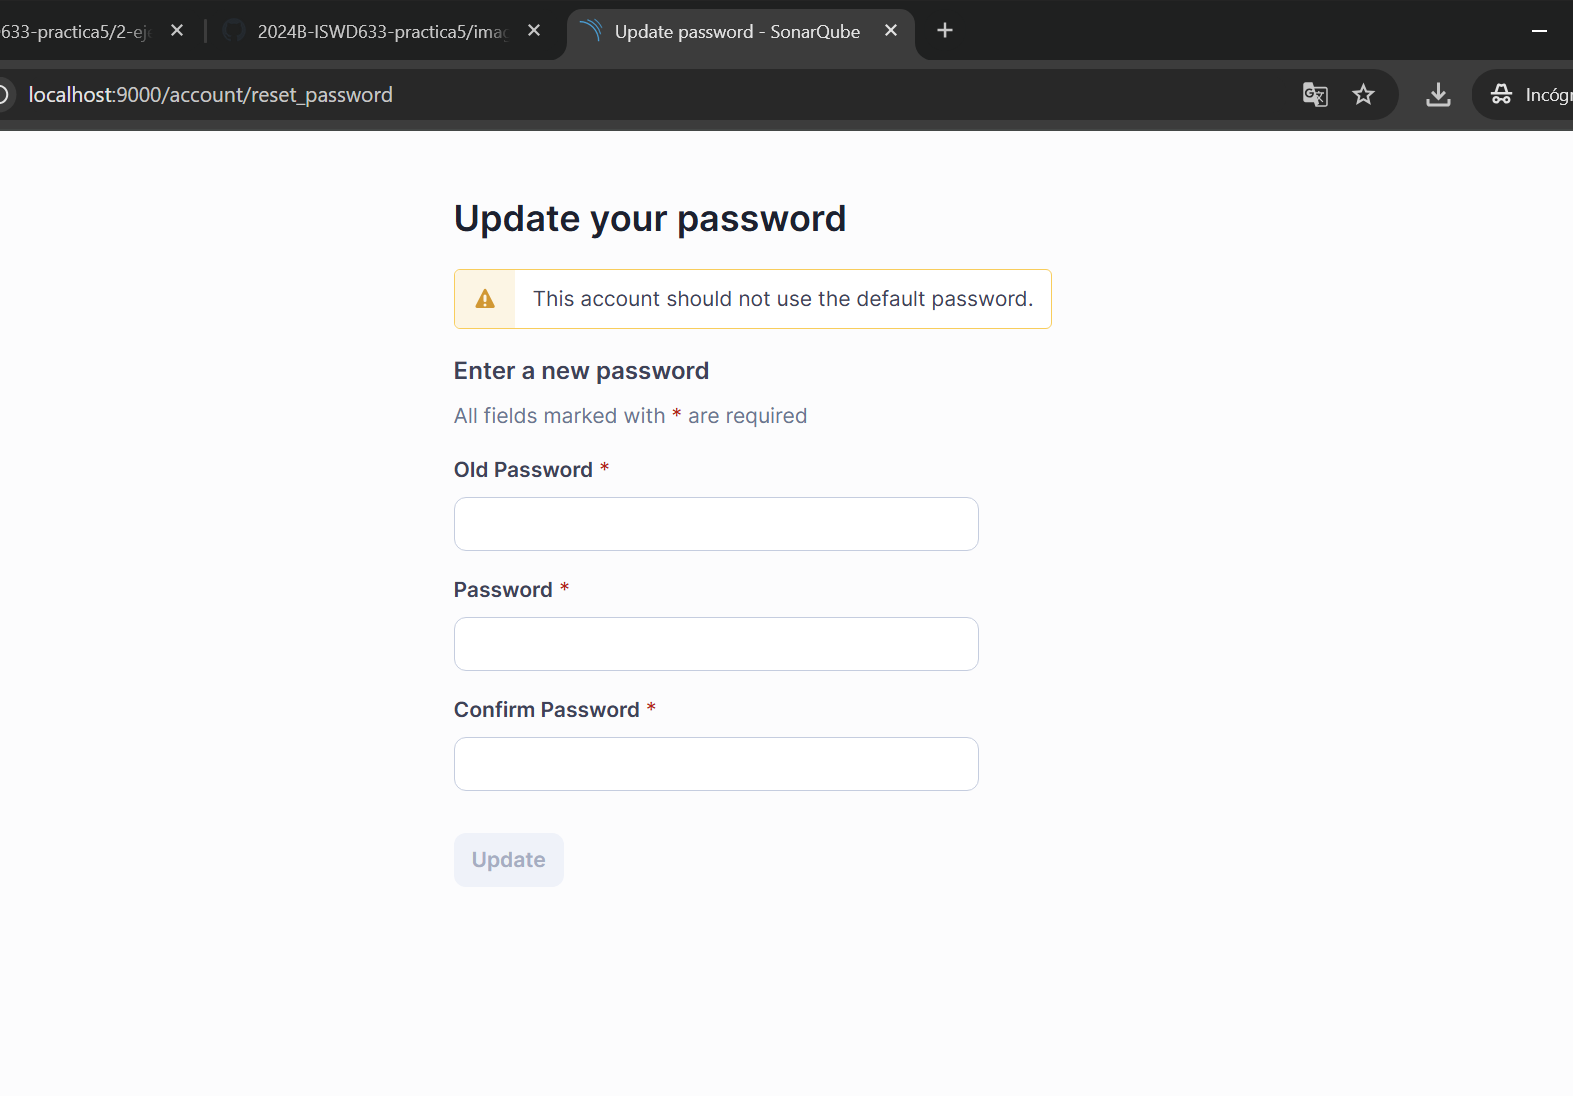 633-practica5/2-eje
2024B-ISWD633-practica5/imag
Update password - SonarQube
localhost:9000/account/reset_password
Incógn
Update your password
This account should not use the default password.
Enter a new password
All fields marked with * are required
Old Password *
Password *
Confirm Password *
Update